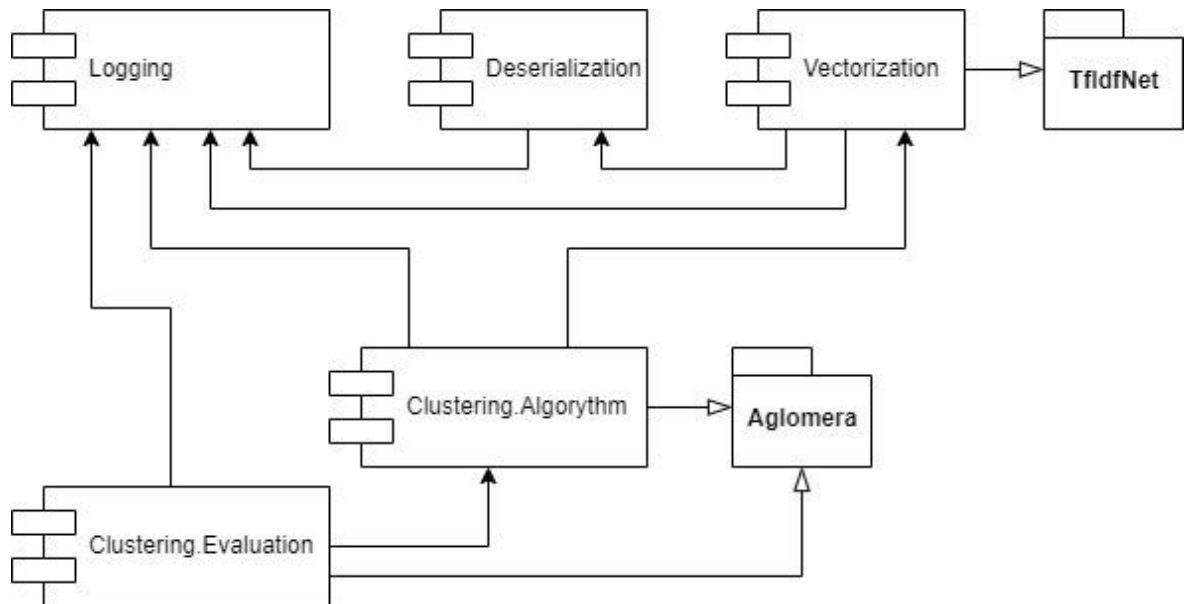 Logging
Deserialization
Vectorization
TfIdfNet
Clustering.Algorythm
Aglomera
Clustering.Evaluation